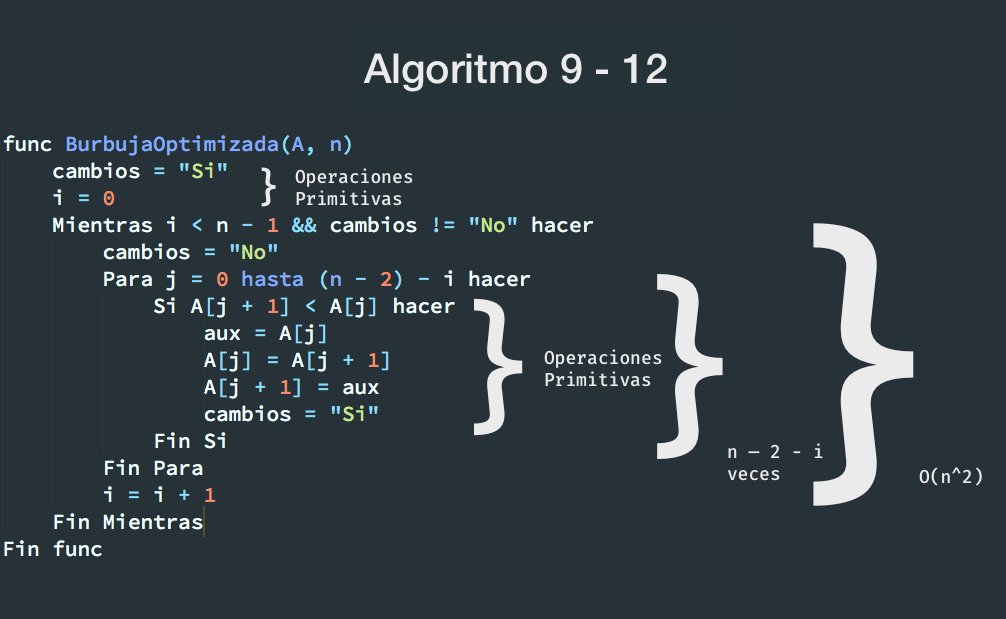 Algoritmo 9 - 12
func BurbujaOptimizada(A, n)
cambios = "Si"
i = 0
} Operaciones
Primitivas
Mientras i < n - 1 && cambios != "No" hacer
cambios = "No"
Para j = 0 hasta (n - 2) - i hacer
Si A[j + 1] < A[j] hacer
aux = A[j]
A[j] = A[j + 1]
A[j + 1] = aux
cambios = "Si"
} Operaciones
Primitivas
Fin Si
Fin Para
i = i + 1
Fin Mientras
Fin func
} n — 2 - i
veces
} O(n^2)